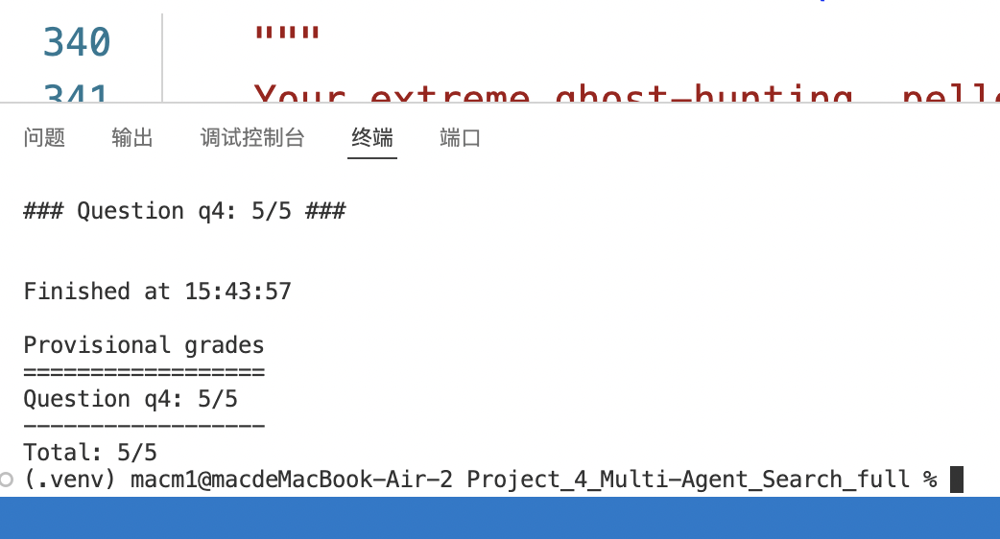 340 """
341 Your extreme ghost-hunting, pell
问题 输出 调试控制台 终端 端口
### Question q4: 5/5 ###
Finished at 15:43:57
Provisional grades
==================
Question q4: 5/5
------------------
Total: 5/5
(.venv) macm1@macdeMacBook-Air-2 Project_4_Multi-Agent_Search_full %